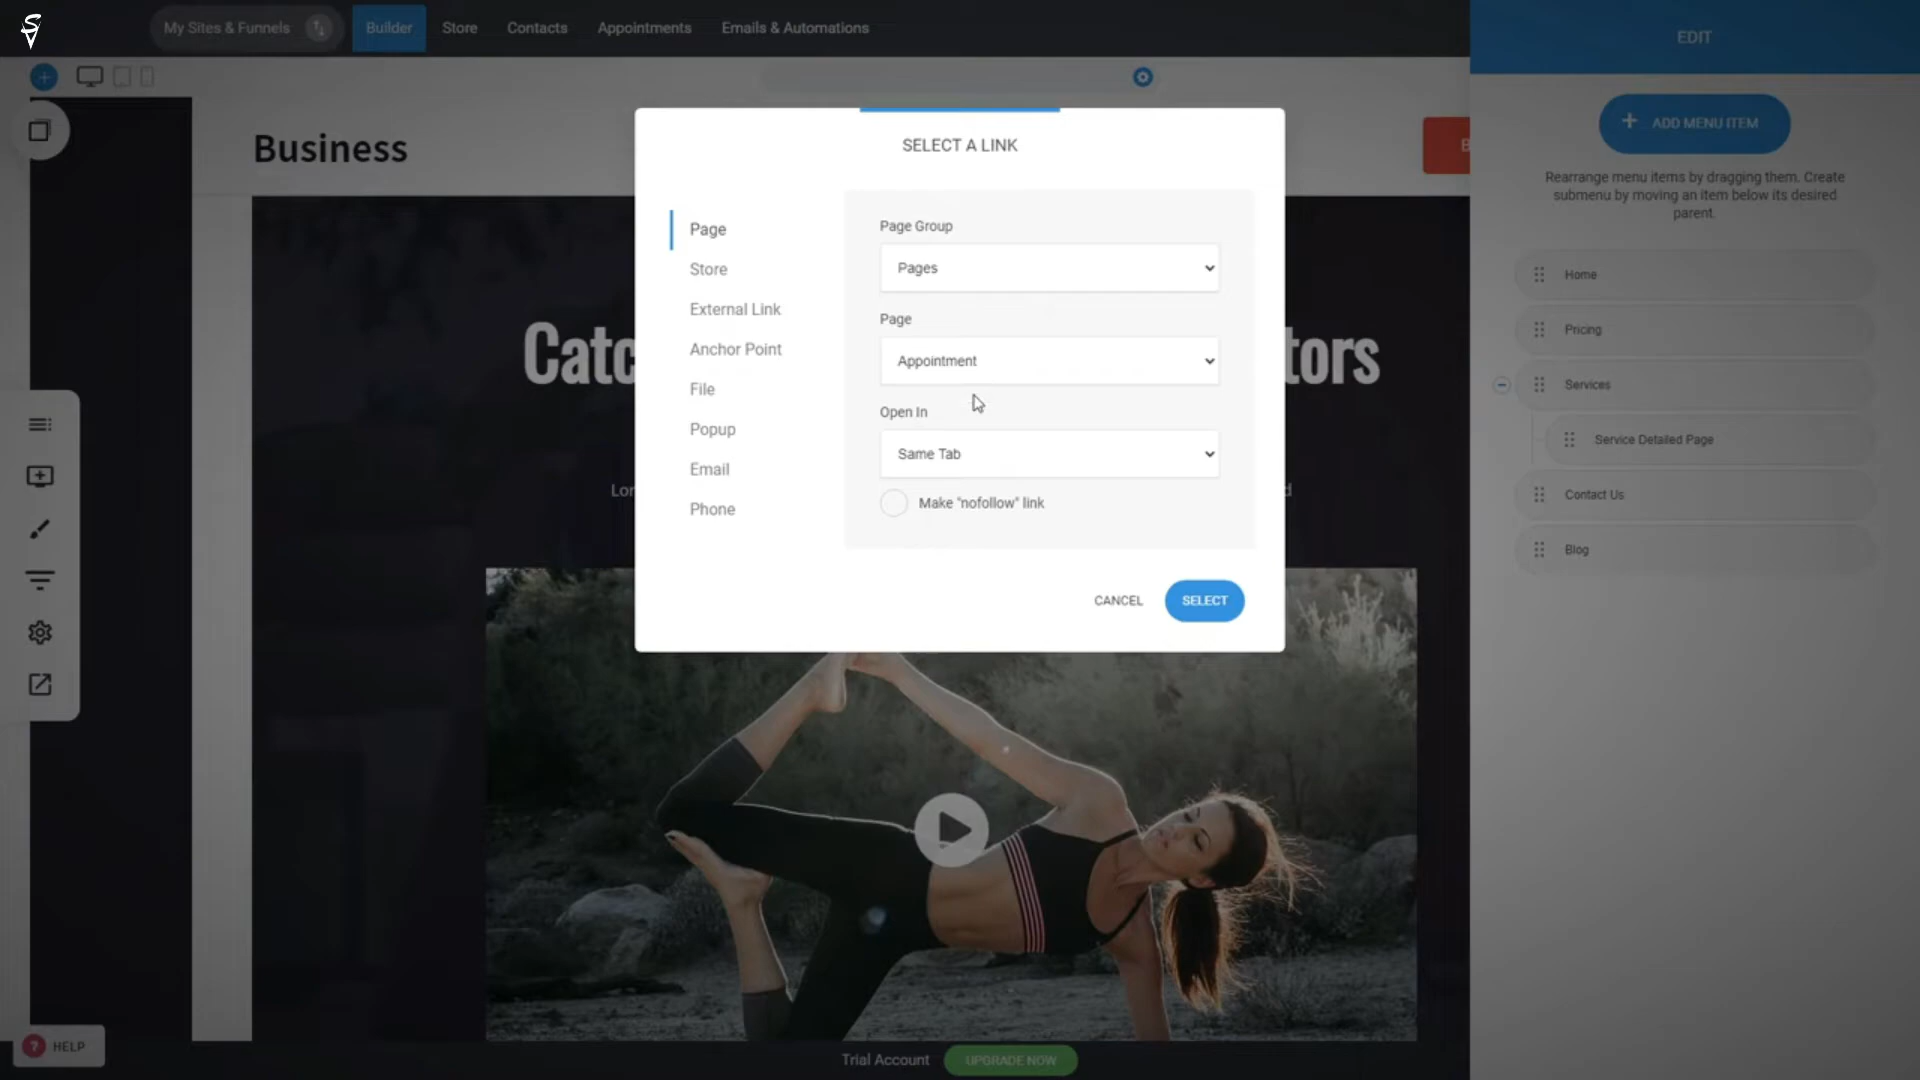 My Sites & Funnels
Builder
Store
Contacts
Appointments
Emails & Automations
EDIT
ADD MENU ITEM
Rearrange menu items by dragging them. Create
submenu by moving an item below its desired
parent.
Home
Pricing
Services
Service Detailed Page
Contact Us
Blog
Business
B
SELECT A LINK
Page
Store
External Link
Anchor Point
File
Popup
Email
Phone
Page Group
Pages
Page
Appointment
Open In
Same Tab
Make "nofollow" link
CANCEL
SELECT
Catc
tors
Lor
d
HELP
Trial Account
UPGRADE NOW